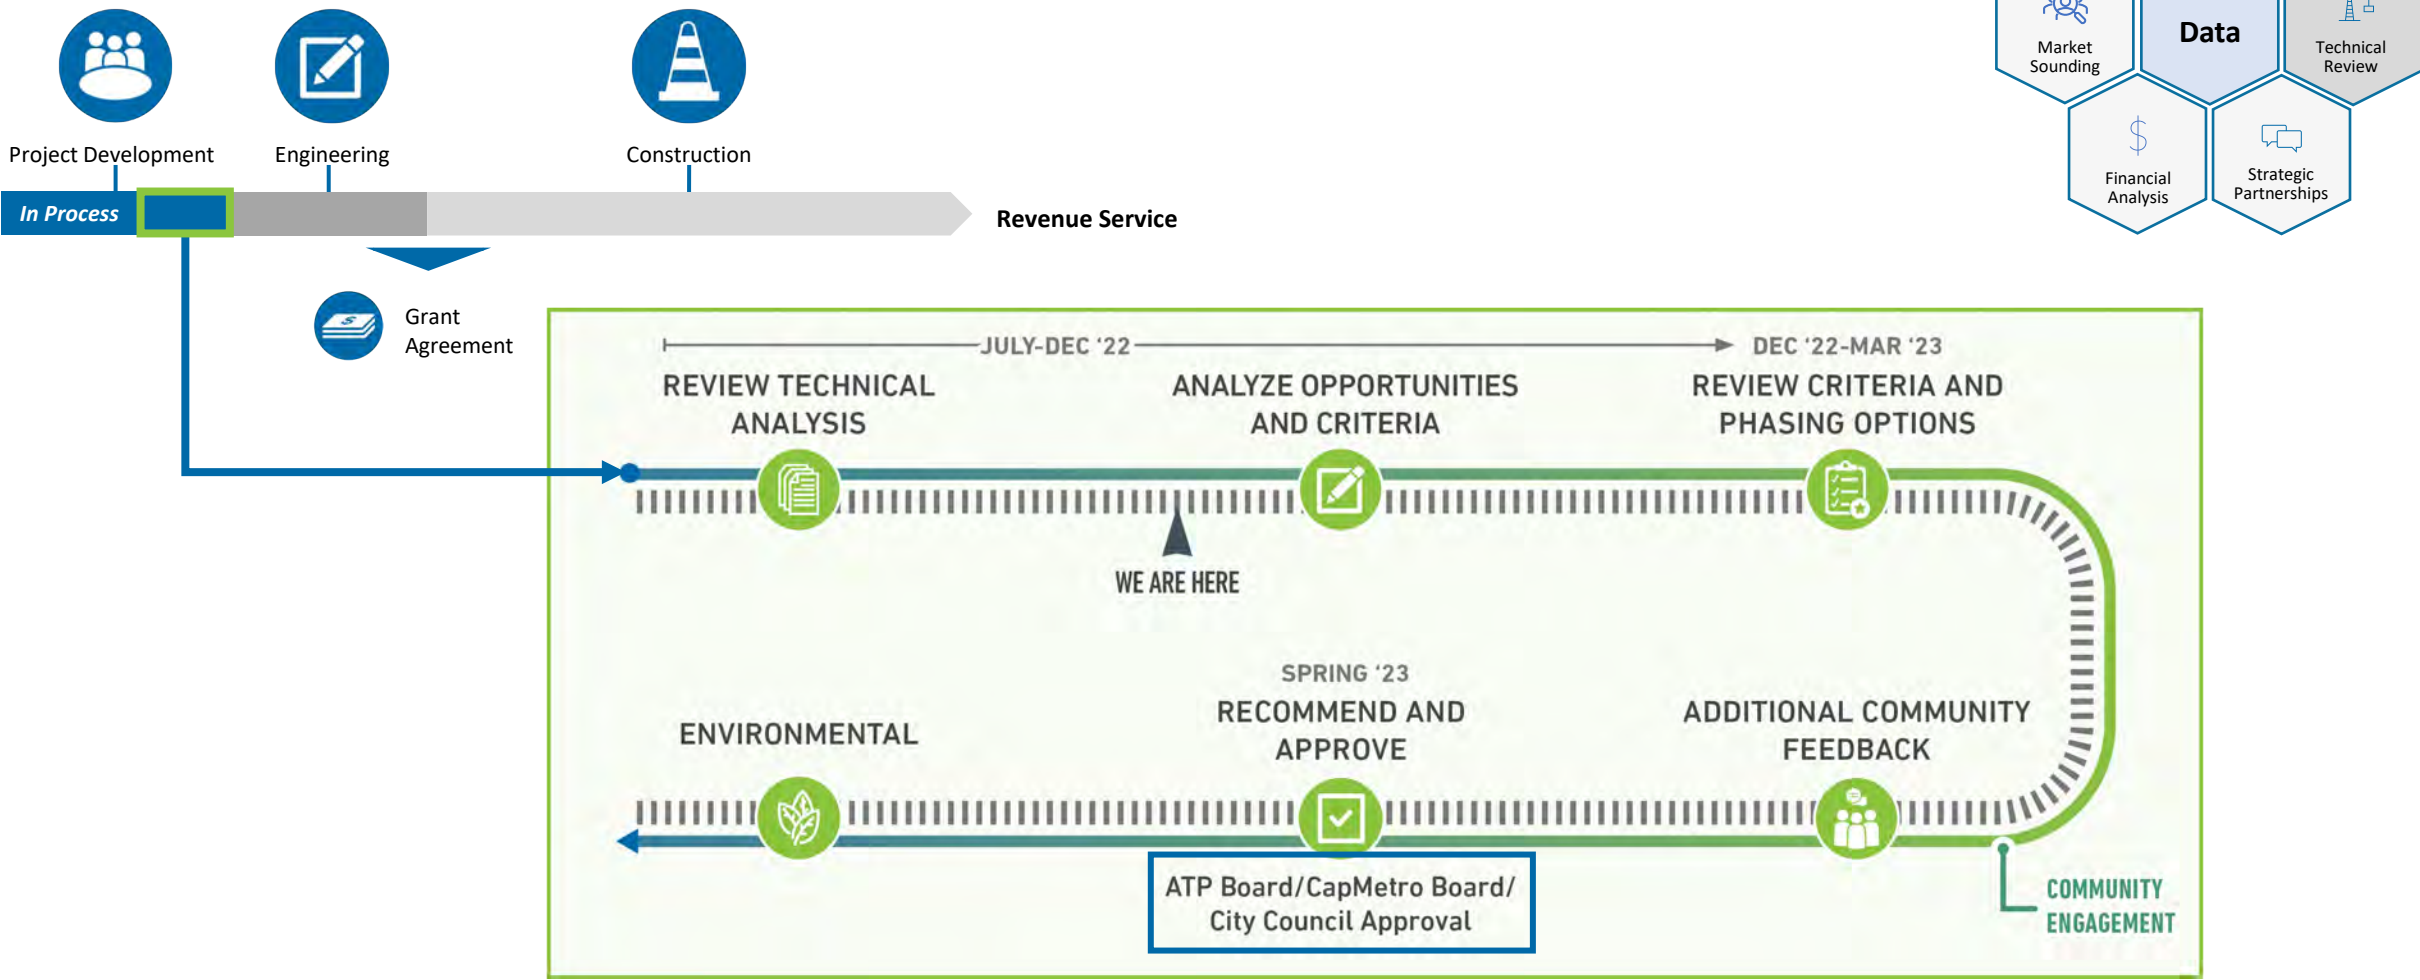 Project Development
Engineering
Construction
In Process
Revenue Service
Grant
Agreement
Market
Sounding
Data
Technical
Review
$
Financial
Analysis
Strategic
Partnerships
JULY-DEC ‘22
DEC ‘22-MAR ‘23
REVIEW TECHNICAL
ANALYSIS
ANALYZE OPPORTUNITIES
AND CRITERIA
REVIEW CRITERIA AND
PHASING OPTIONS
WE ARE HERE
ENVIRONMENTAL
SPRING ‘23
RECOMMEND AND
APPROVE
ADDITIONAL COMMUNITY
FEEDBACK
ATP Board/CapMetro Board/
City Council Approval
COMMUNITY
ENGAGEMENT